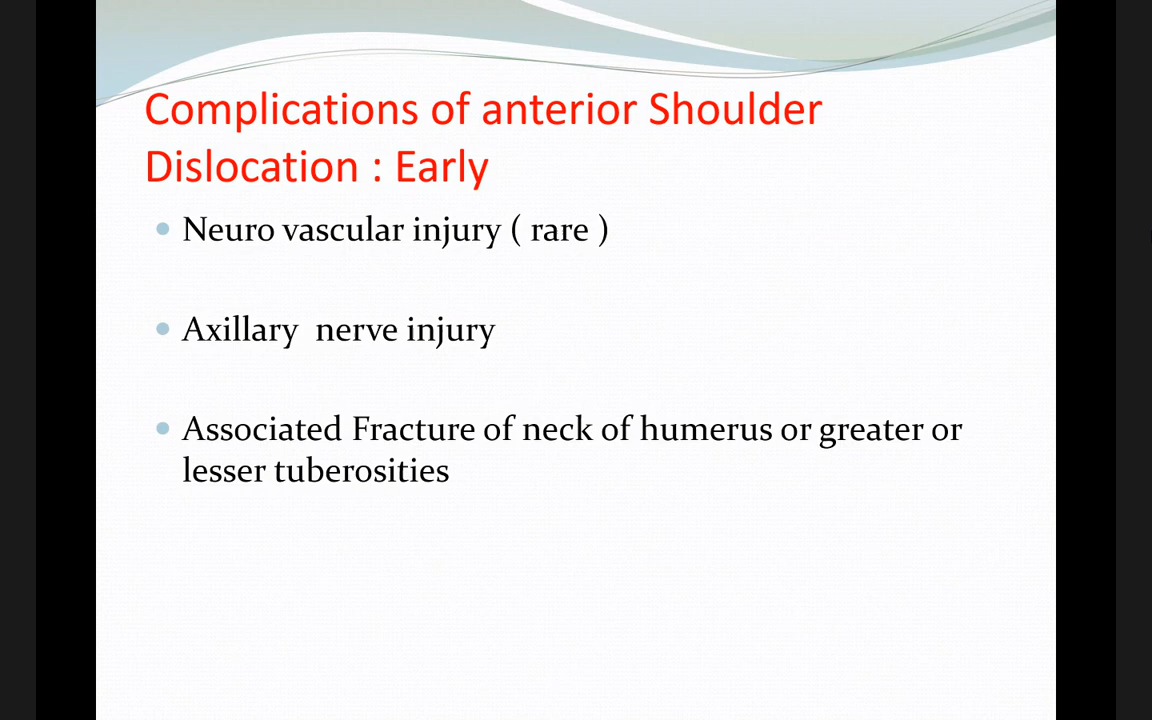 Complications of anterior Shoulder
Dislocation : Early
Neuro vascular injury ( rare )
Axillary  nerve injury
Associated Fracture of neck of humerus or greater or
lesser tuberosities